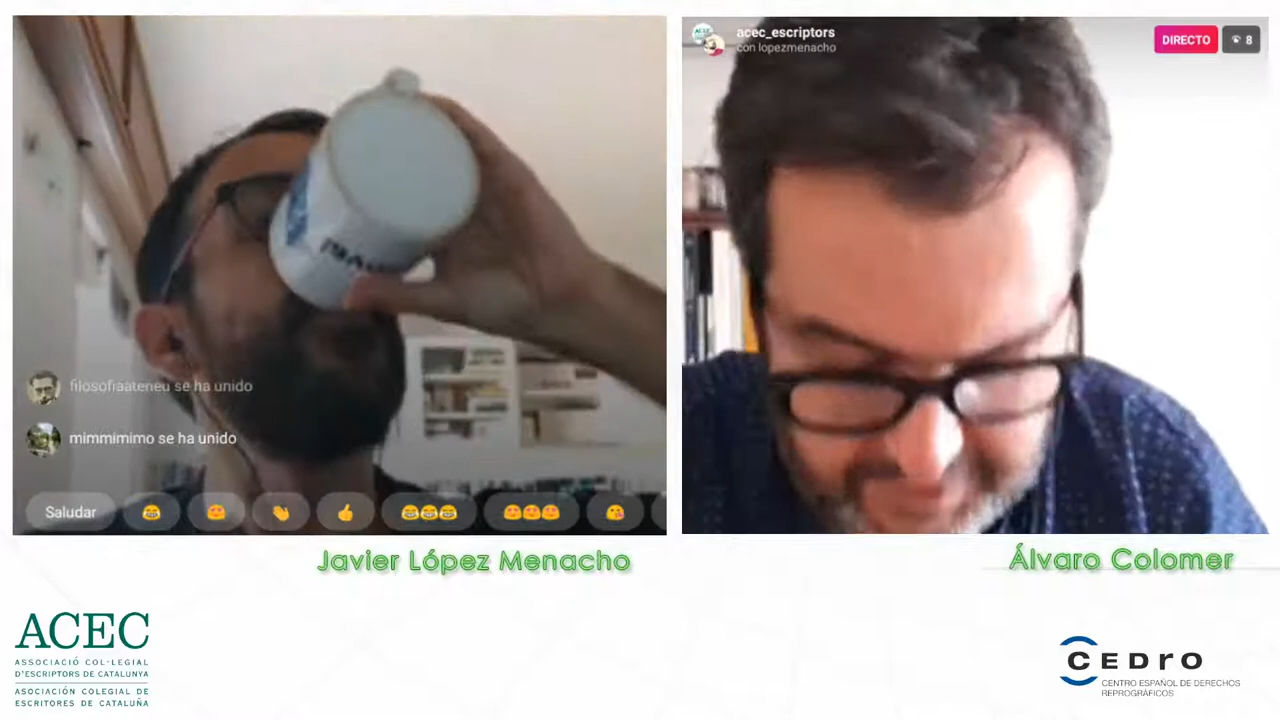 ACEC
acec_escriptors
con lopezmenacho
DIRECTO
8
filosofiaateneu se ha unido
mimmimimo se ha unido
Saludar
Javier López Menacho
Álvaro Colomer
ACEC
ASSOCIACIÓ COL·LEGIAL
D'ESCRIPTORS DE CATALUNYA
ASOCIACIÓN COLEGIAL DE
ESCRITORES DE CATALUÑA
CEDro
CENTRO ESPAÑOL DE DERECHOS
REPROGRÁFICOS